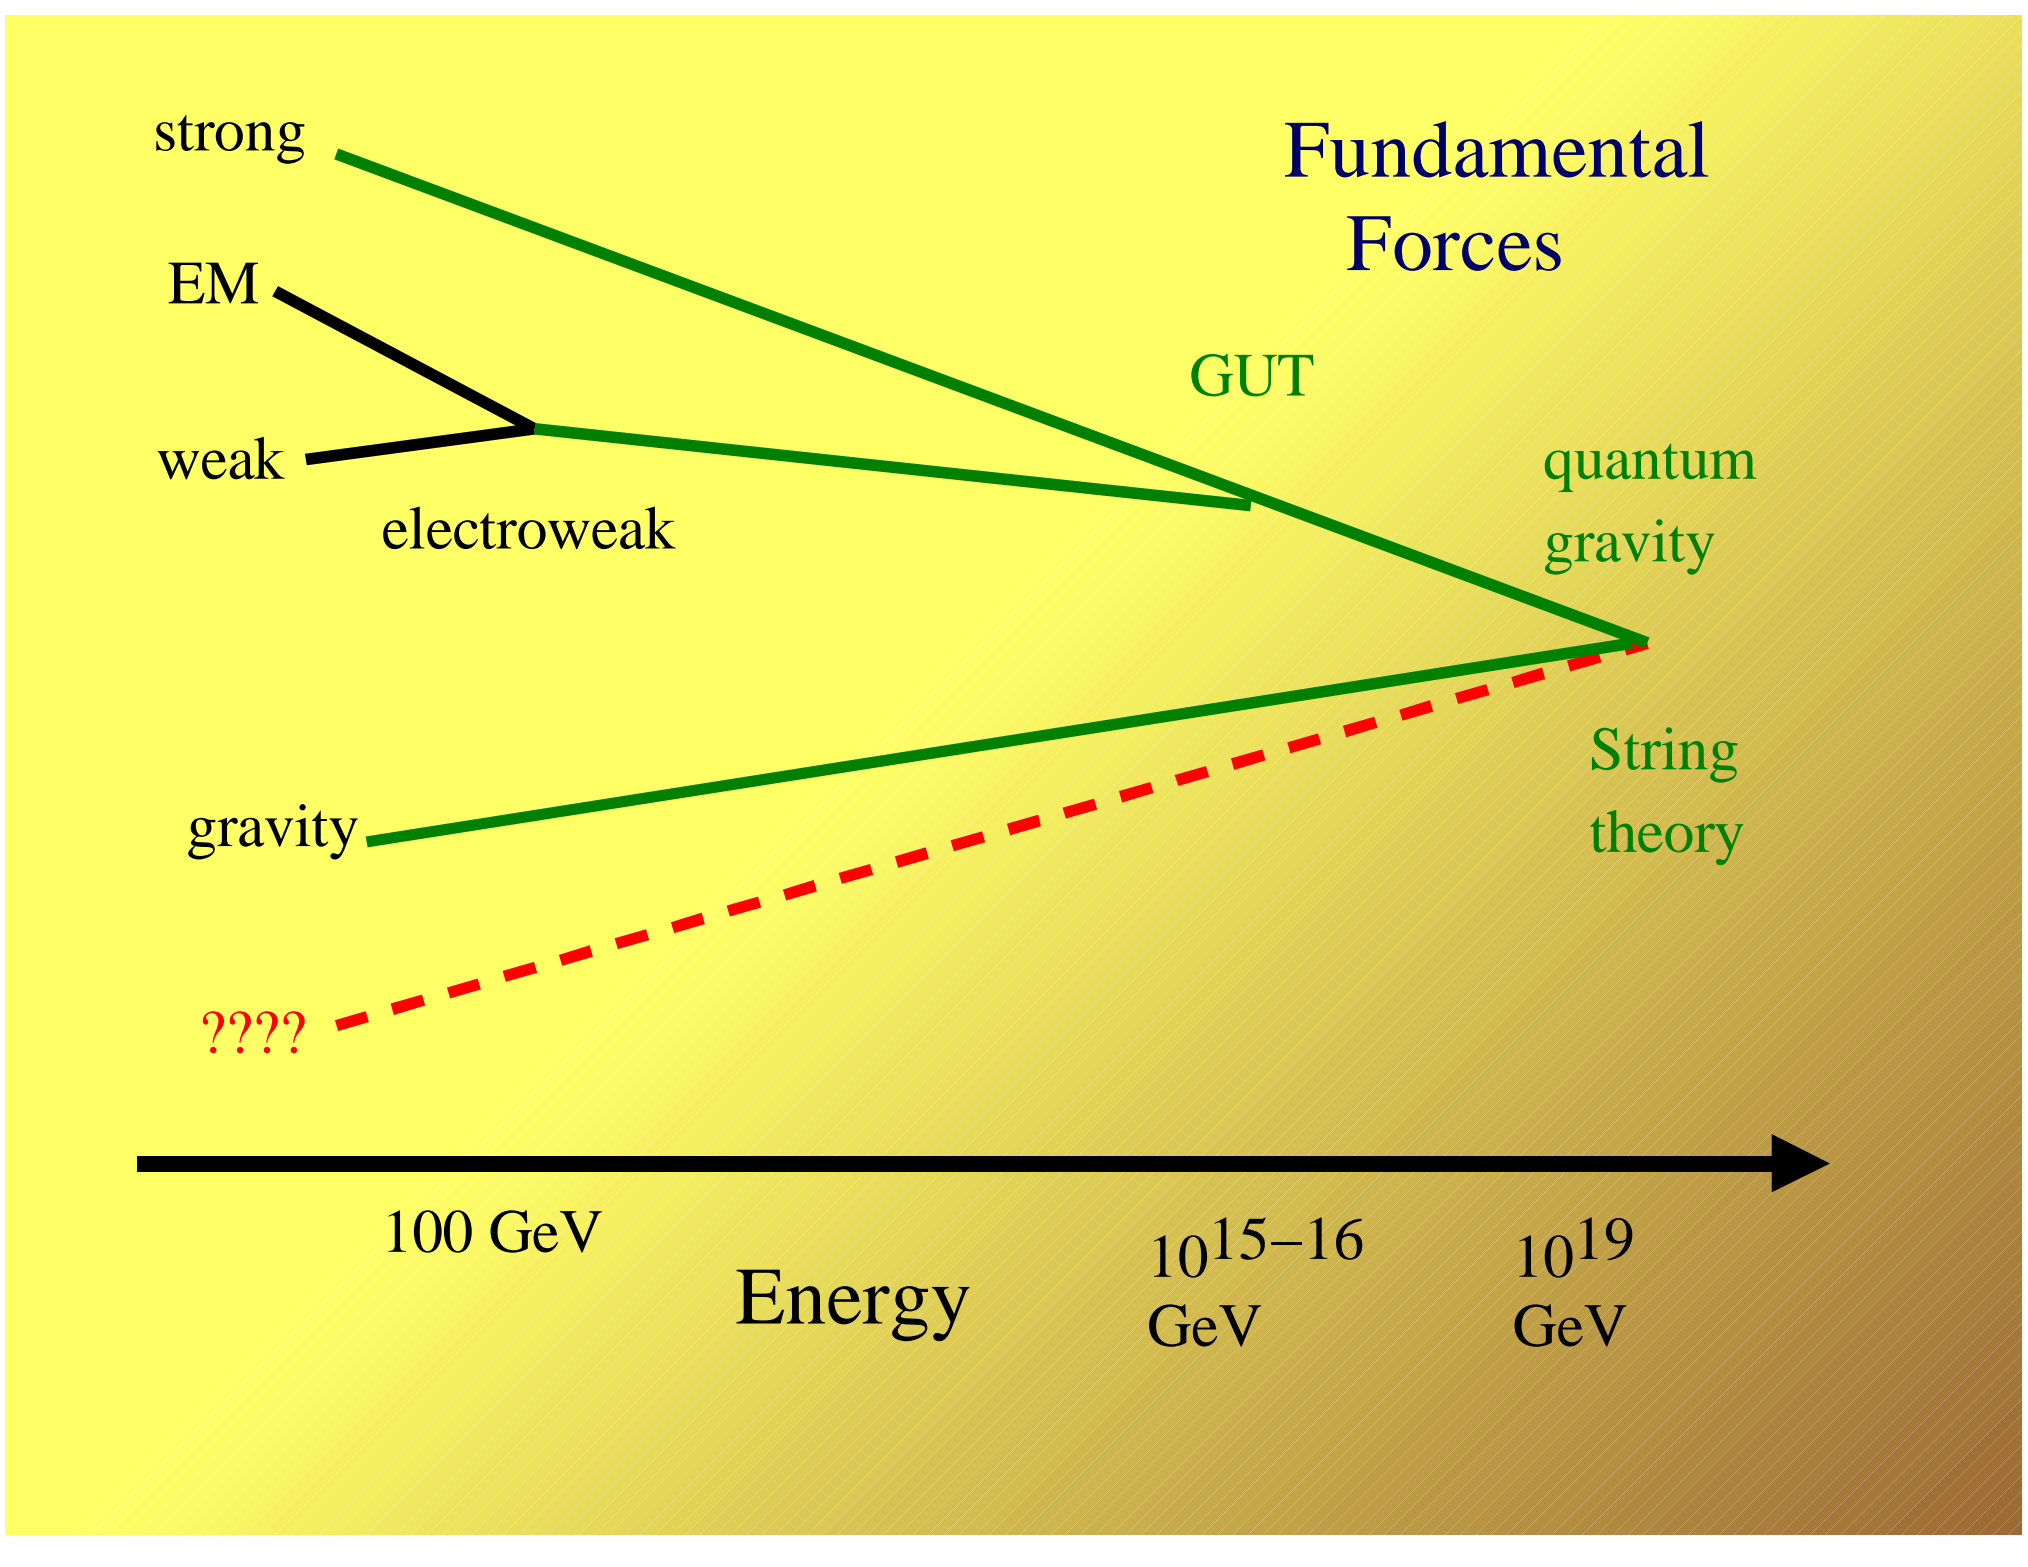 strong
Fundamental
Forces
EM
GUT
weak
quantum
electroweak
gravity
String
gravity
theory
????
100 GeV
10^15−16
GeV
10^19
GeV
Energy